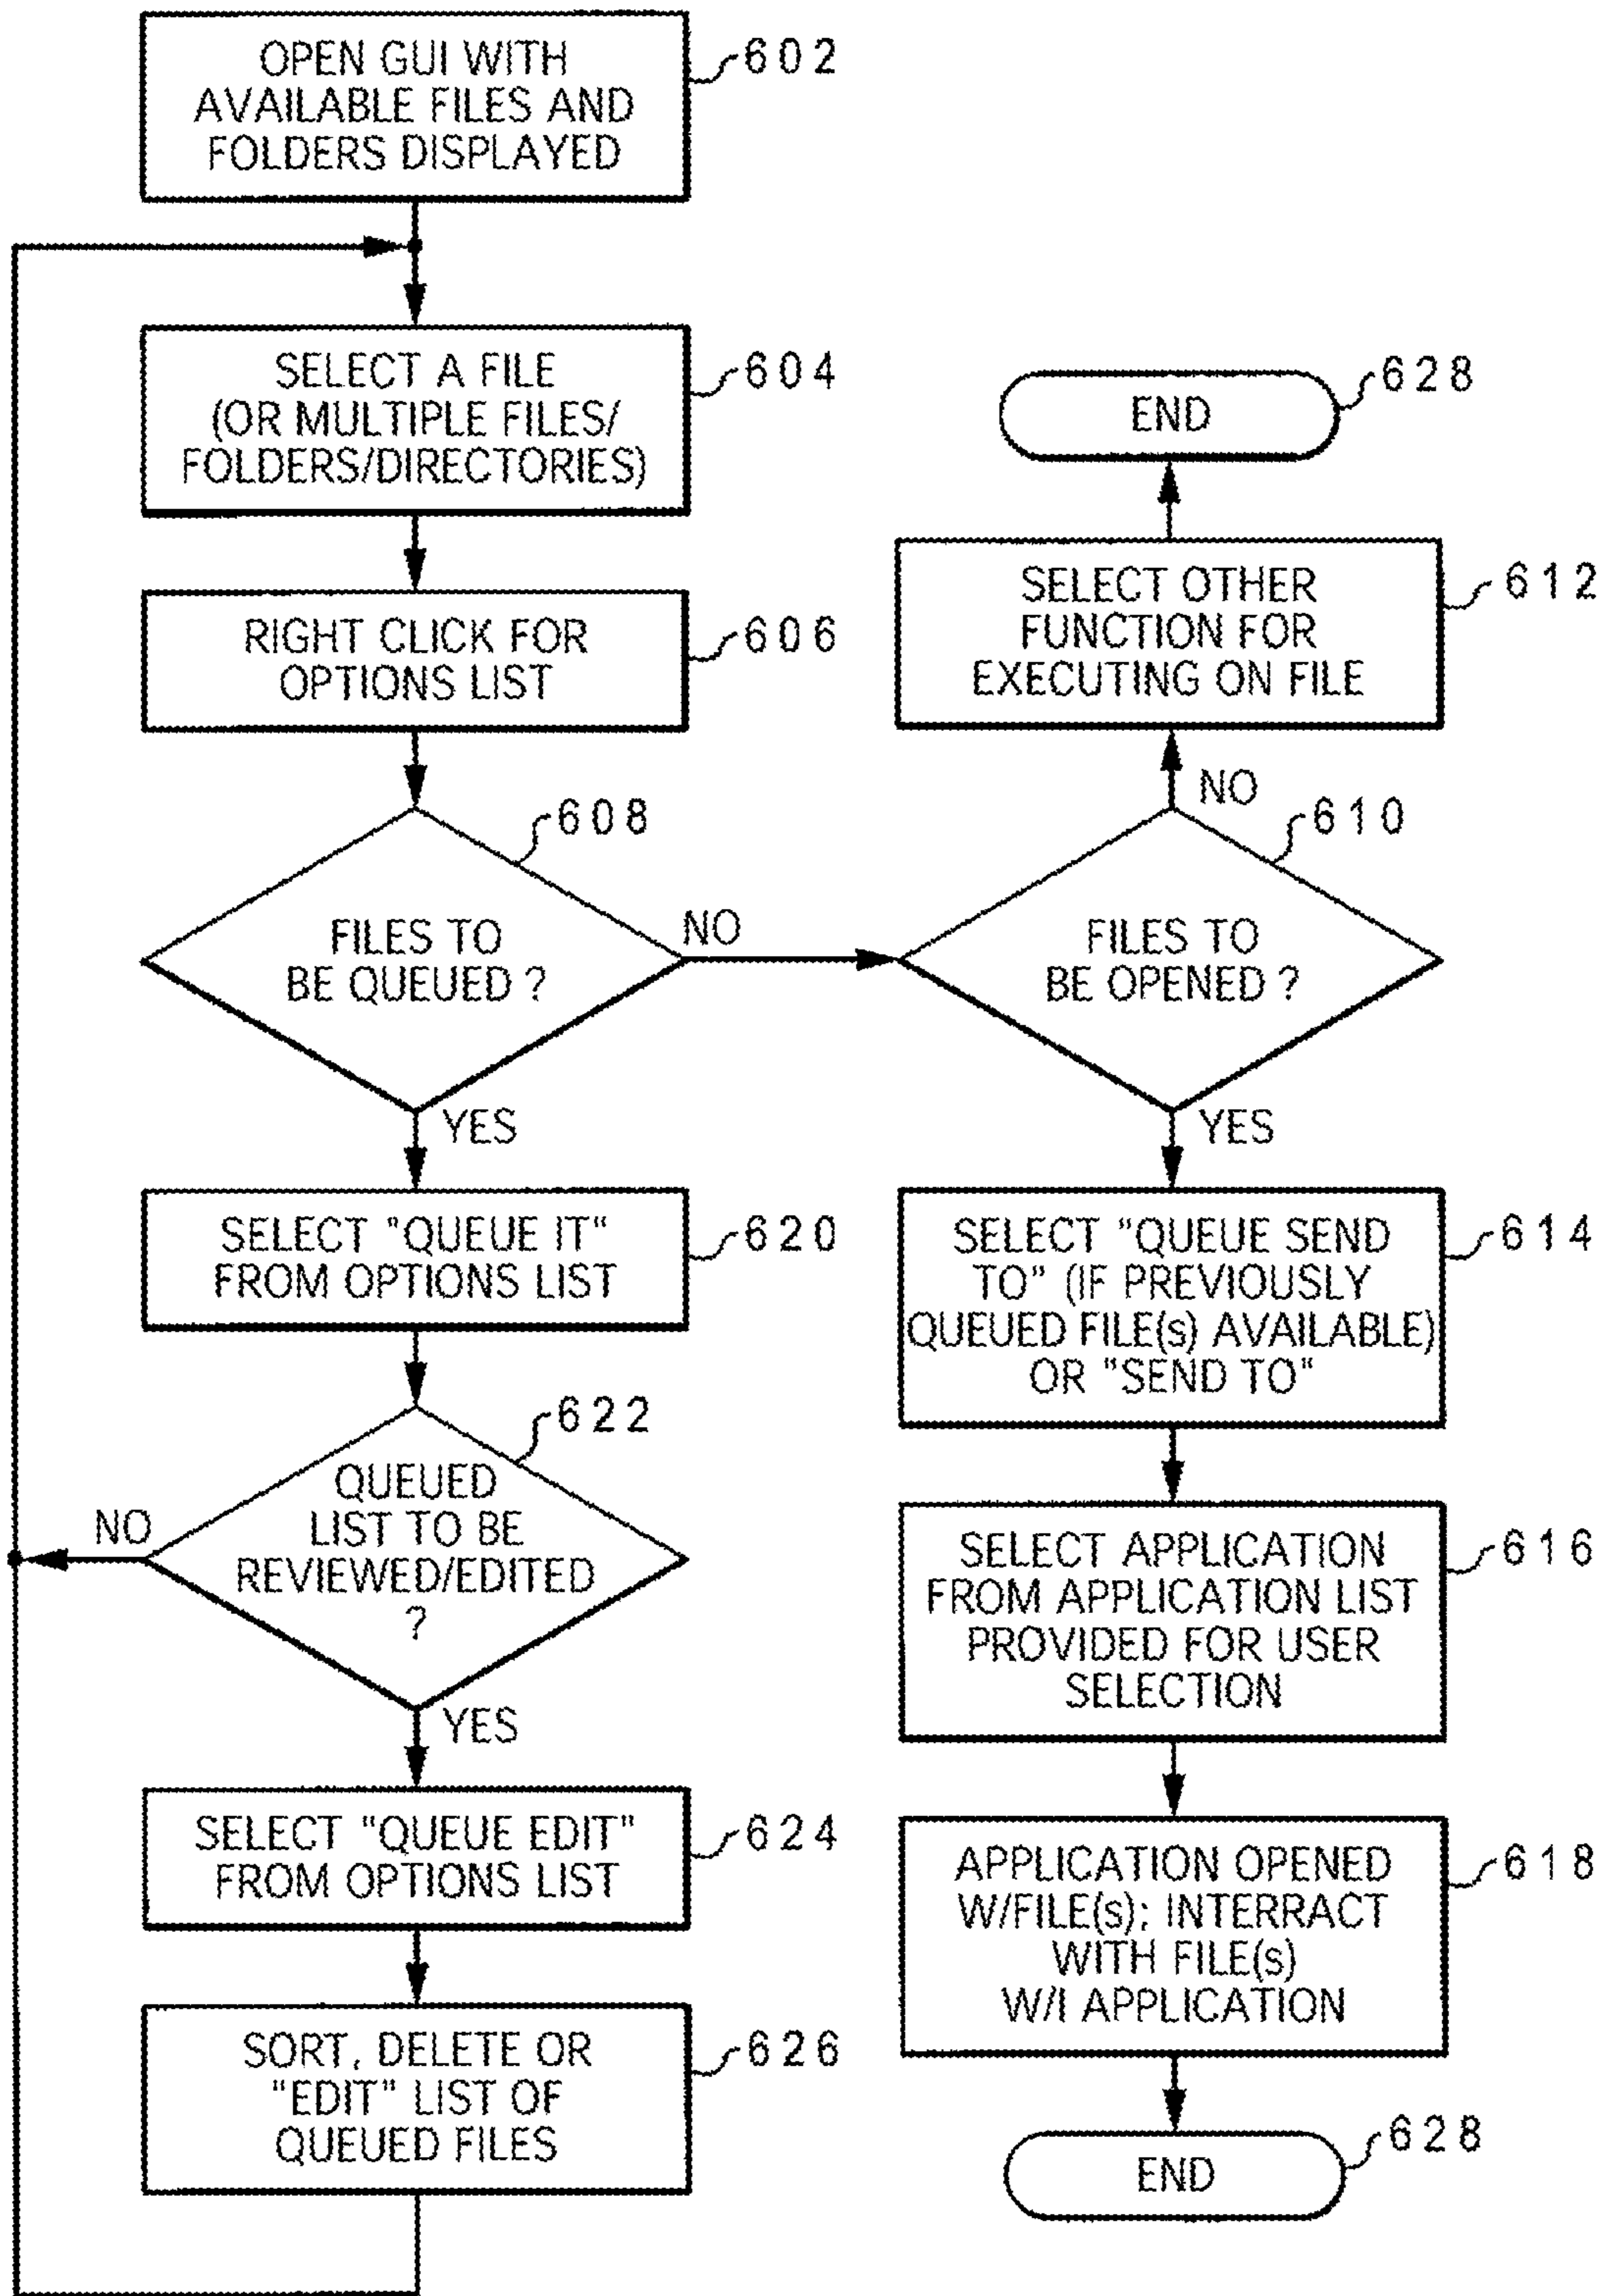 OPEN GUI WITH
AVAILABLE FILES AND
FOLDERS DISPLAYED
602
SELECT A FILE
(OR MULTIPLE FILES/
FOLDERS/DIRECTORIES)
604
RIGHT CLICK FOR
OPTIONS LIST
606
608
FILES TO
BE QUEUED ?
NO
YES
SELECT "QUEUE IT"
FROM OPTIONS LIST
620
622
QUEUED
LIST TO BE
REVIEWED/EDITED
?
NO
YES
SELECT "QUEUE EDIT"
FROM OPTIONS LIST
624
SORT, DELETE OR
"EDIT" LIST OF
QUEUED FILES
626
END
628
SELECT OTHER
FUNCTION FOR
EXECUTING ON FILE
612
NO
610
FILES TO
BE OPENED ?
YES
SELECT "QUEUE SEND
TO" (IF PREVIOUSLY
QUEUED FILE(s) AVAILABLE)
OR "SEND TO"
614
SELECT APPLICATION
FROM APPLICATION LIST
PROVIDED FOR USER
SELECTION
616
APPLICATION OPENED
W/FILE(s); INTERRACT
WITH FILE(s)
W/I APPLICATION
618
END
628